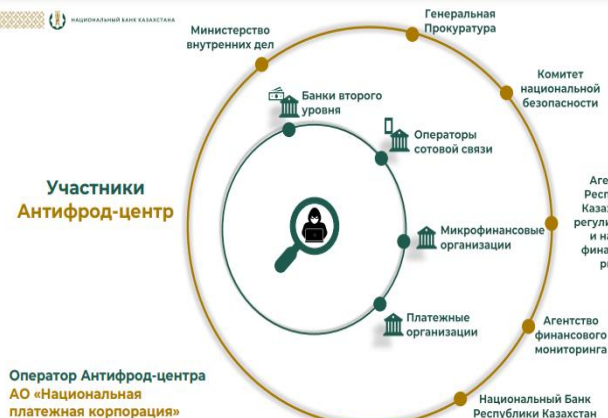 НАЦИОНАЛЬНЫЙ БАНК КАЗАХСТАНА
Генеральная
Прокуратура
Министерство
внутренних дел
Комитет
национальной
безопасности
Банки второго
уровня
Операторы
сотовой связи
Участники
Антифрод-центр
Микрофинансовые
организации
Платежные
организации
Агентство
финансового
мониторинга
Оператор Антифрод-центра
АО «Национальная
платежная корпорация»
Национальный Банк
Республики Казахстан